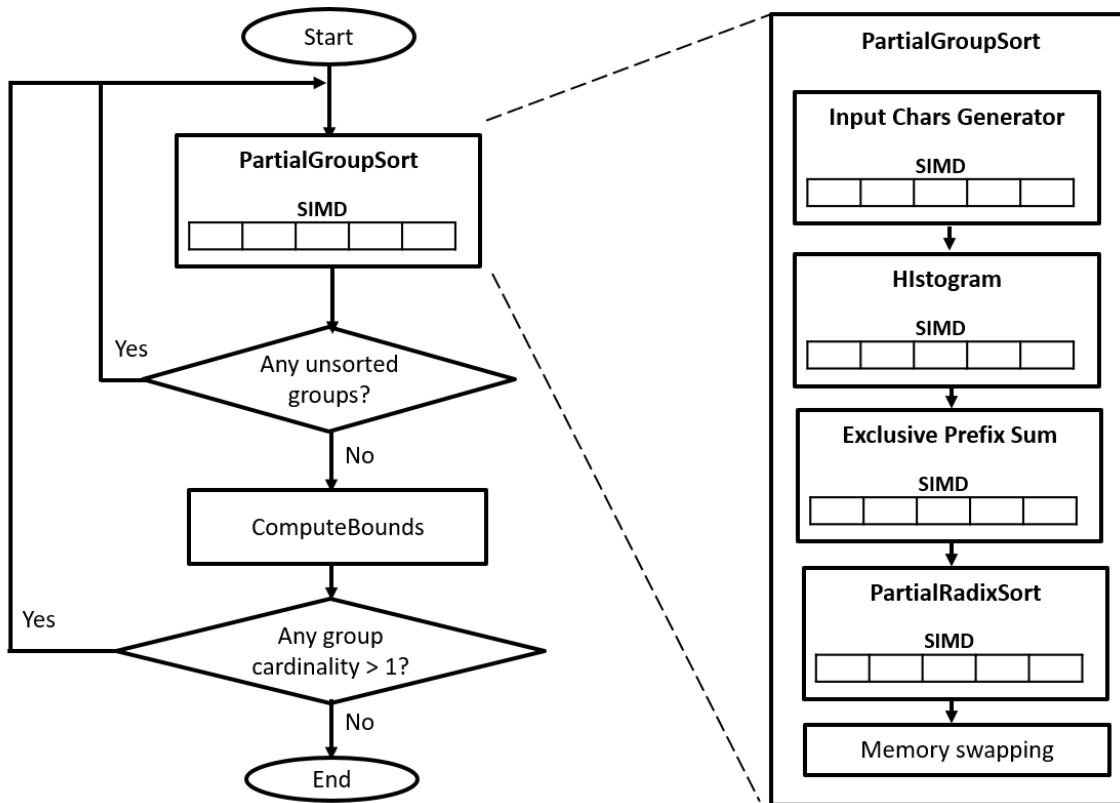 Start
PartialGroupSort
SIMD
Yes
Any unsorted
groups?
No
ComputeBounds
Yes
Any group
cardinality > 1?
No
End
PartialGroupSort
Input Chars Generator
SIMD
HIstogram
SIMD
Exclusive Prefix Sum
SIMD
PartialRadixSort
SIMD
Memory swapping